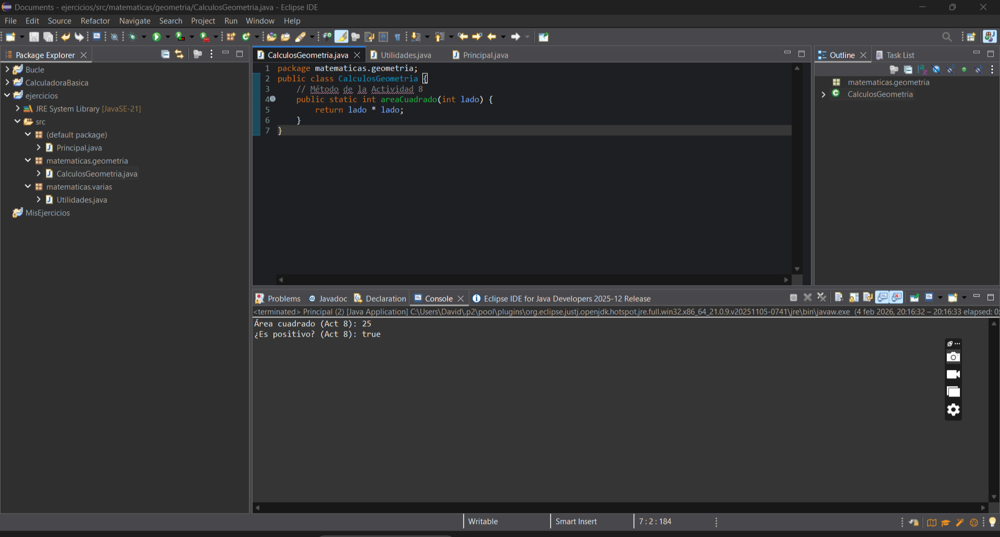 Documents - ejercicios/src/matematicas/geometria/CalculosGeometria.java - Eclipse IDE
File Edit Source Refactor Navigate Search Project Run Window Help
Package Explorer
Bucle
CalculadoraBasica
ejercicios
JRE System Library [JavaSE-21]
src
(default package)
Principal.java
matematicas.geometria
CalculosGeometria.java
matematicas.varias
Utilidades.java
MisEjercicios
CalculosGeometria.java Utilidades.java Principal.java
1 package matematicas.geometria;
2 public class CalculosGeometria {
3 // Método de la Actividad 8
4 public static int areaCuadrado(int lado) {
5 return lado * lado;
6 }
7 }
Outline Task List
matematicas.geometria
CalculosGeometria
Problems Javadoc Declaration Console Eclipse IDE for Java Developers 2025-12 Release
<terminated> Principal (2) [Java Application] C:\Users\David\.p2\pool\plugins\org.eclipse.justj.openjdk.hotspot.jre.full.win32.x86_64_21.0.9.v20251105-0741\jre\bin\javaw.exe (4 feb 2026, 20:16:32 – 20:16:33 elapsed: 0:
Área cuadrado (Act 8): 25
¿Es positivo? (Act 8): true
Writable Smart Insert 7 : 2 : 184